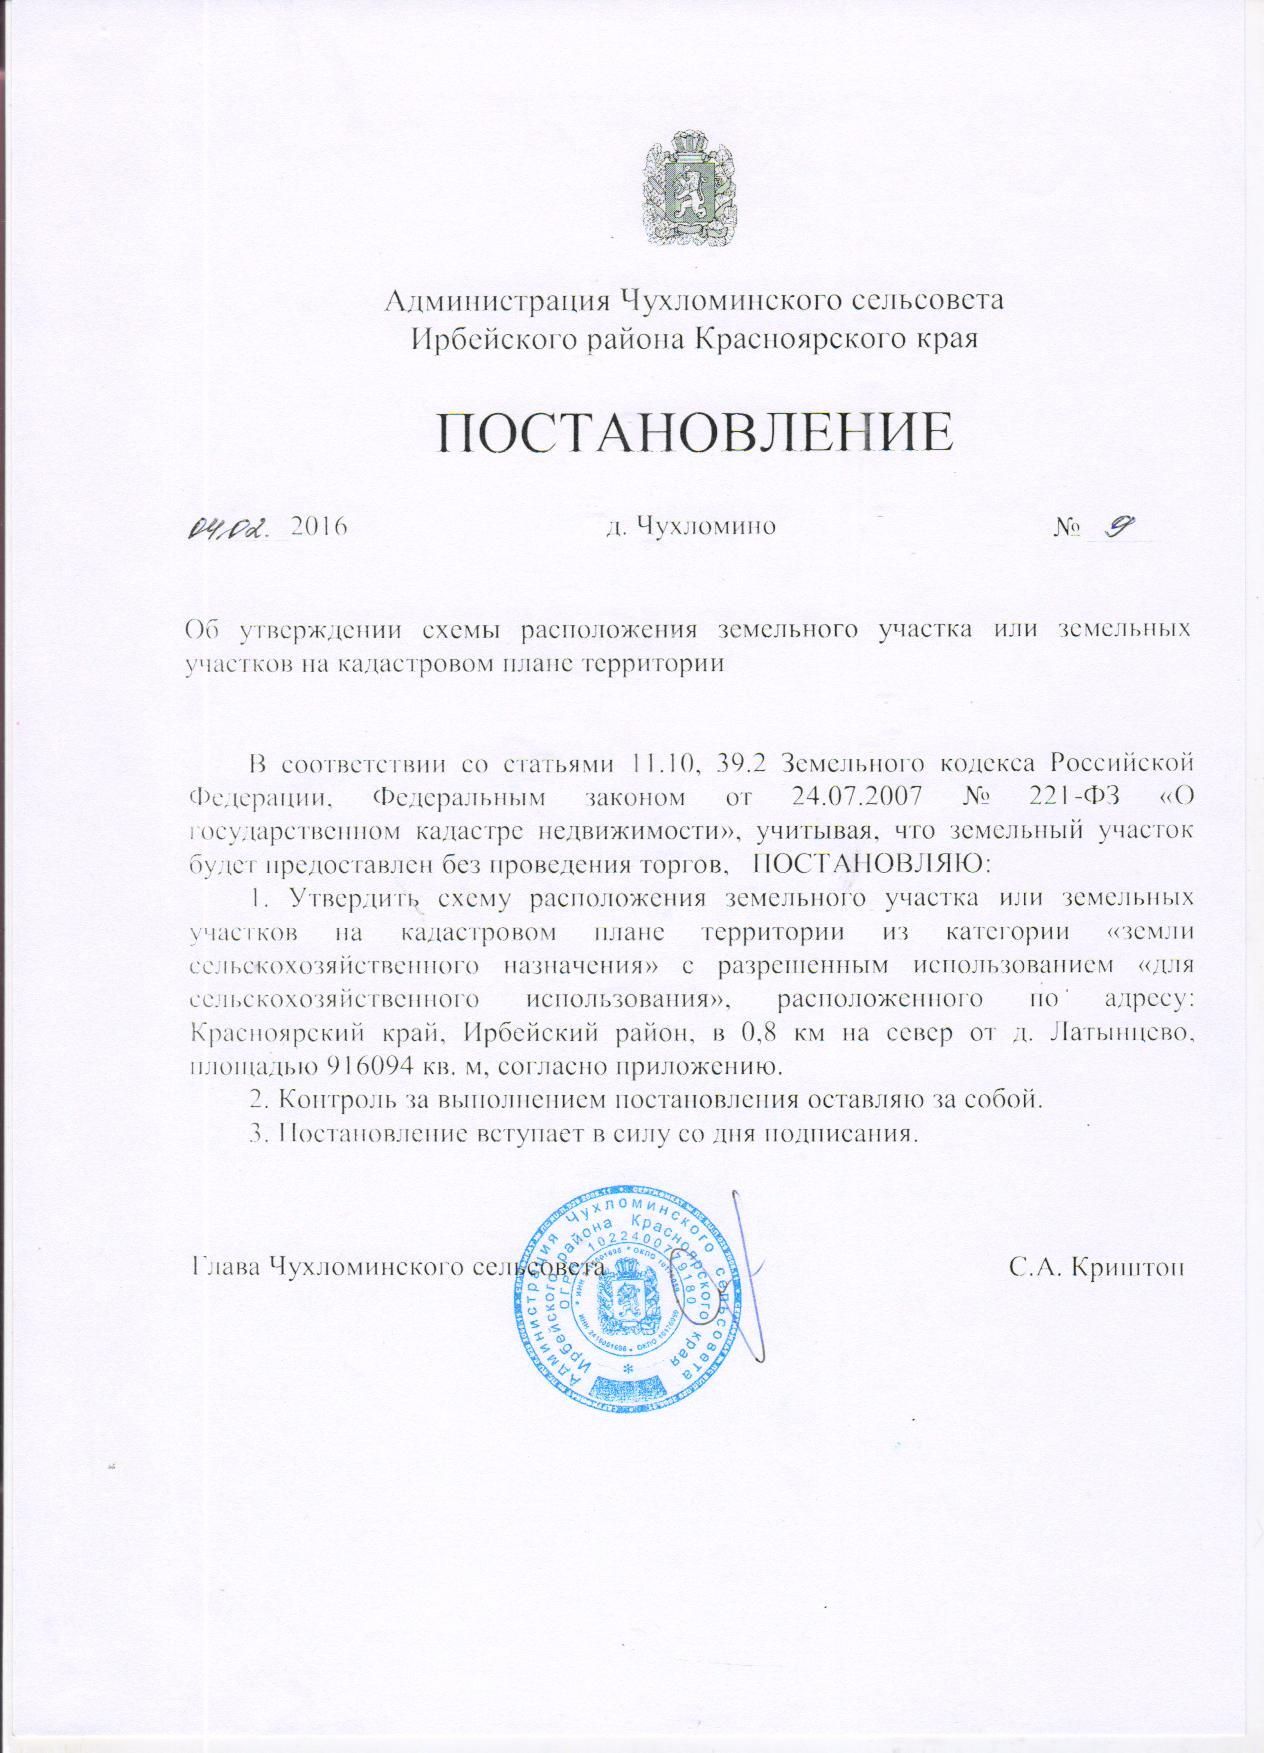 Администрация Чухломинского сельсовета
Ирбейского района Красноярского края
ПОСТАНОВЛЕНИЕ
04.02. 2016 д. Чухломино № 9
Об утверждении схемы расположения земельного участка или земельных
участков на кадастровом плане территории
В соответствии со статьями 11.10, 39.2 Земельного кодекса Российской
Федерации, Федеральным законом от 24.07.2007 № 221-ФЗ «О
государственном кадастре недвижимости», учитывая, что земельный участок
будет предоставлен без проведения торгов, ПОСТАНОВЛЯЮ:
1. Утвердить схему расположения земельного участка или земельных
участков на кадастровом плане территории из категории «земли
сельскохозяйственного назначения» с разрешенным использованием «для
сельскохозяйственного использования», расположенного по адресу:
Красноярский край, Ирбейский район, в 0,8 км на север от д. Латынцево,
площадью 916094 кв. м, согласно приложению.
2. Контроль за выполнением постановления оставляю за собой.
3. Постановление вступает в силу со дня подписания.
Глава Чухломинского сельсовета С.А. Криштоп
Администрация Чухломинского сельсовета
Ирбейского района Красноярского края
ОГРН 1022400779180